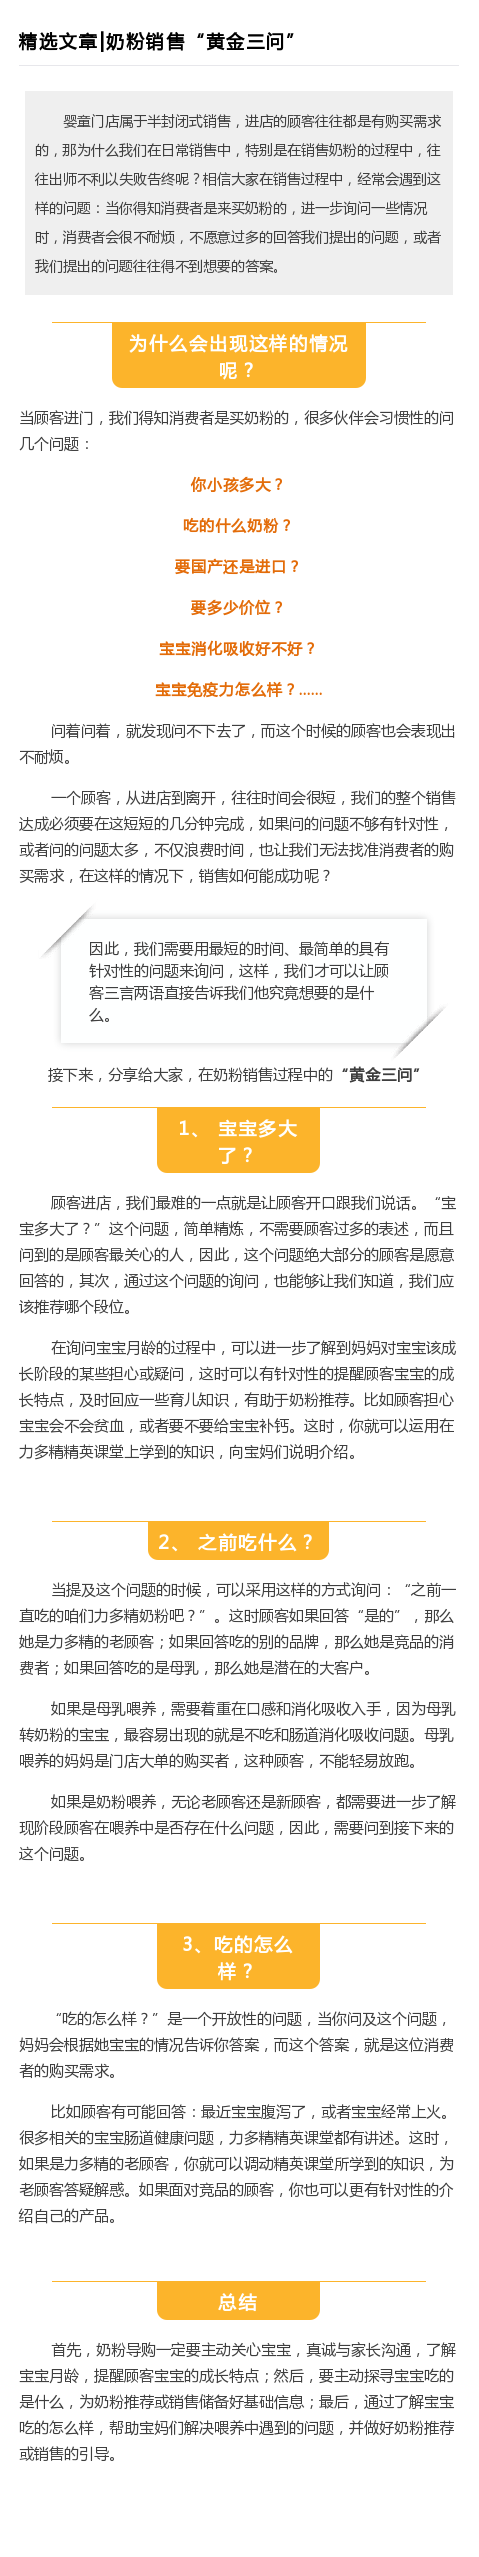 精选文章|奶粉销售“黄金三问”
婴童门店属于半封闭式销售，进店的顾客往往都是有购买需求
的，那为什么我们在日常销售中，特别是在销售奶粉的过程中，往
往出师不利以失败告终呢？相信大家在销售过程中，经常会遇到这
样的问题：当你得知消费者是来买奶粉的，进一步询问一些情况
时，消费者会很不耐烦，不愿意过多的回答我们提出的问题，或者
我们提出的问题往往得不到想要的答案。
为什么会出现这样的情况
呢？
当顾客进门，我们得知消费者是买奶粉的，很多伙伴会习惯性的问
几个问题：
你小孩多大？
吃的什么奶粉？
要国产还是进口？
要多少价位？
宝宝消化吸收好不好？
宝宝免疫力怎么样？......
问着问着，就发现问不下去了，而这个时候的顾客也会表现出
不耐烦。
一个顾客，从进店到离开，往往时间会很短，我们的整个销售
达成必须要在这短短的几分钟完成，如果问的问题不够有针对性，
或者问的问题太多，不仅浪费时间，也让我们无法找准消费者的购
买需求，在这样的情况下，销售如何能成功呢？
因此，我们需要用最短的时间、最简单的具有
针对性的问题来询问，这样，我们才可以让顾
客三言两语直接告诉我们他究竟想要的是什
么。
接下来，分享给大家，在奶粉销售过程中的“黄金三问”
1、 宝宝多大
了？
顾客进店，我们最难的一点就是让顾客开口跟我们说话。“宝
宝多大了？”这个问题，简单精炼，不需要顾客过多的表述，而且
问到的是顾客最关心的人，因此，这个问题绝大部分的顾客是愿意
回答的，其次，通过这个问题的询问，也能够让我们知道，我们应
该推荐哪个段位。
在询问宝宝月龄的过程中，可以进一步了解到妈妈对宝宝该成
长阶段的某些担心或疑问，这时可以有针对性的提醒顾客宝宝的成
长特点，及时回应一些育儿知识，有助于奶粉推荐。比如顾客担心
宝宝会不会贫血，或者要不要给宝宝补钙。这时，你就可以运用在
力多精精英课堂上学到的知识，向宝妈们说明介绍。
2、 之前吃什么？
当提及这个问题的时候，可以采用这样的方式询问：“之前一
直吃的咱们力多精奶粉吧？”。这时顾客如果回答“是的”，那么
她是力多精的老顾客；如果回答吃的别的品牌，那么她是竞品的消
费者；如果回答吃的是母乳，那么她是潜在的大客户。
如果是母乳喂养，需要着重在口感和消化吸收入手，因为母乳
转奶粉的宝宝，最容易出现的就是不吃和肠道消化吸收问题。母乳
喂养的妈妈是门店大单的购买者，这种顾客，不能轻易放跑。
如果是奶粉喂养，无论老顾客还是新顾客，都需要进一步了解
现阶段顾客在喂养中是否存在什么问题，因此，需要问到接下来的
这个问题。
3、吃的怎么
样？
“吃的怎么样？”是一个开放性的问题，当你问及这个问题，
妈妈会根据她宝宝的情况告诉你答案，而这个答案，就是这位消费
者的购买需求。
比如顾客有可能回答：最近宝宝腹泻了，或者宝宝经常上火。
很多相关的宝宝肠道健康问题，力多精精英课堂都有讲述。这时，
如果是力多精的老顾客，你就可以调动精英课堂所学到的知识，为
老顾客答疑解惑。如果面对竞品的顾客，你也可以更有针对性的介
绍自己的产品。
总结
首先，奶粉导购一定要主动关心宝宝，真诚与家长沟通，了解
宝宝月龄，提醒顾客宝宝的成长特点；然后，要主动探寻宝宝吃的
是什么，为奶粉推荐或销售储备好基础信息；最后，通过了解宝宝
吃的怎么样，帮助宝妈们解决喂养中遇到的问题，并做好奶粉推荐
或销售的引导。